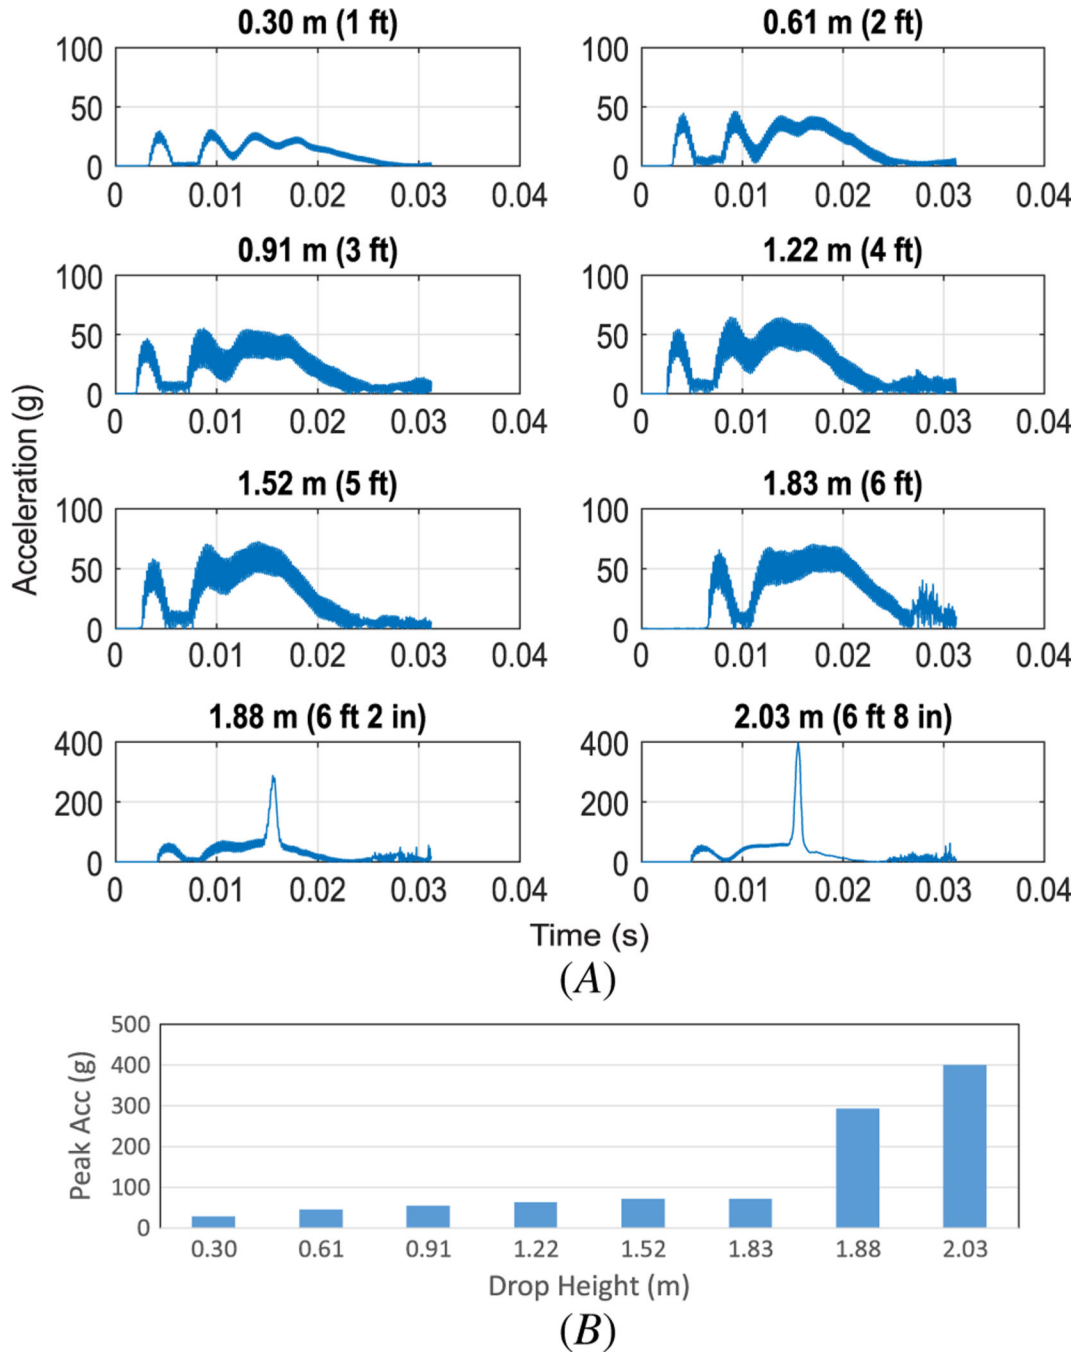 0.30 m (1 ft) 0.61 m (2 ft)
100 100
50 50
0 0
0 0.01 0.02 0.03 0.04 0 0.01 0.02 0.03 0.04
0.91 m (3 ft) 1.22 m (4 ft)
100 100
50 50
0 0
0 0.01 0.02 0.03 0.04 0 0.01 0.02 0.03 0.04
Acceleration (g)
1.52 m (5 ft) 1.83 m (6 ft)
100 100
50 50
0 0
0 0.01 0.02 0.03 0.04 0 0.01 0.02 0.03 0.04
1.88 m (6 ft 2 in) 2.03 m (6 ft 8 in)
400 400
200 200
0 0
0 0.01 0.02 0.03 0.04 0 0.01 0.02 0.03 0.04
Time (s)
(A)
Peak Acc (g)
500
400
300
200
100
0
0.30 0.61 0.91 1.22 1.52 1.83 1.88 2.03
Drop Height (m)
(B)